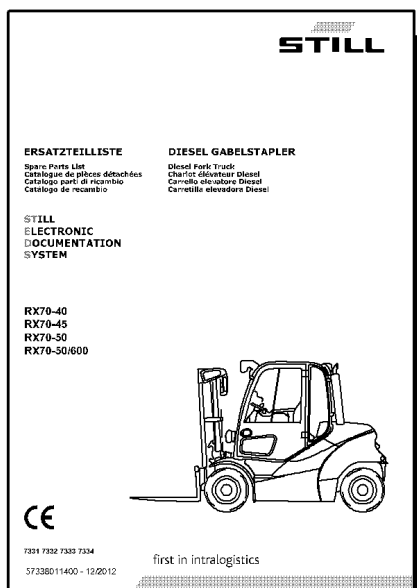 STILL
ERSATZTEILLISTE
Spare Parts List
Catalogue de pièces détachées
Catalogo parti di ricambio
Catálogo de recambio
DIESEL GABELSTAPLER
Diesel Fork Truck
Chariot élévateur Diesel
Carrello elevatore Diesel
Carretilla elevadora Diesel
STILL
ELECTRONIC
DOCUMENTATION
SYSTEM
RX70-40
RX70-45
RX70-50
RX70-50/600
CE
7331 7332 7333 7334
first in intralogistics
57338011400 - 12/2012